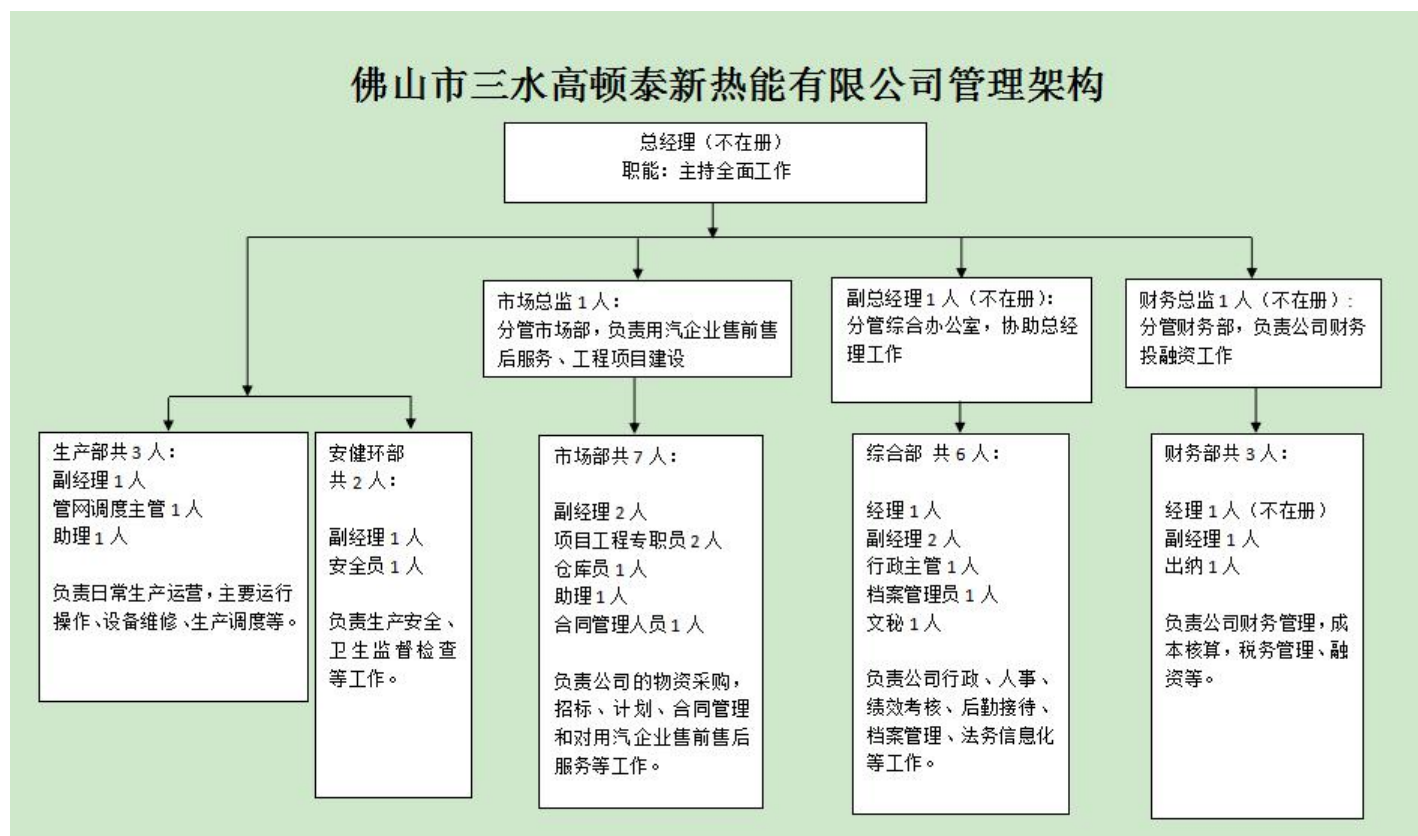 佛山市三水高顿泰新热能有限公司管理架构
总经理（不在册）
职能：主持全面工作
市场总监1人：
分管市场部，负责用汽企业售前售
后服务、工程项目建设
副总经理1人（不在册）：
分管综合办公室，协助总经
理工作
财务总监1人（不在册）：
分管财务部，负责公司财务
投融资工作
生产部共3人：
副经理1人
管网调度主管1人
助理1人
负责日常生产运营，主要运行
操作、设备维修、生产调度等。
安健环部
共2人：
副经理1人
安全员1人
负责生产安全、
卫生监督检查
等工作。
市场部共7人：
副经理2人
项目工程专职员2人
仓库员1人
助理1人
合同管理人员1人
负责公司的物资采购，
招标、计划、合同管理
和对用汽企业售前售后
服务等工作。
综合部 共6人：
经理1人
副经理2人
行政主管1人
档案管理员1人
文秘1人
负责公司行政、人事、
绩效考核、后勤接待、
档案管理、法务信息化
等工作。
财务部共3人：
经理1人（不在册）
副经理1人
出纳1人
负责公司财务管理，成
本核算，税务管理、融
资等。